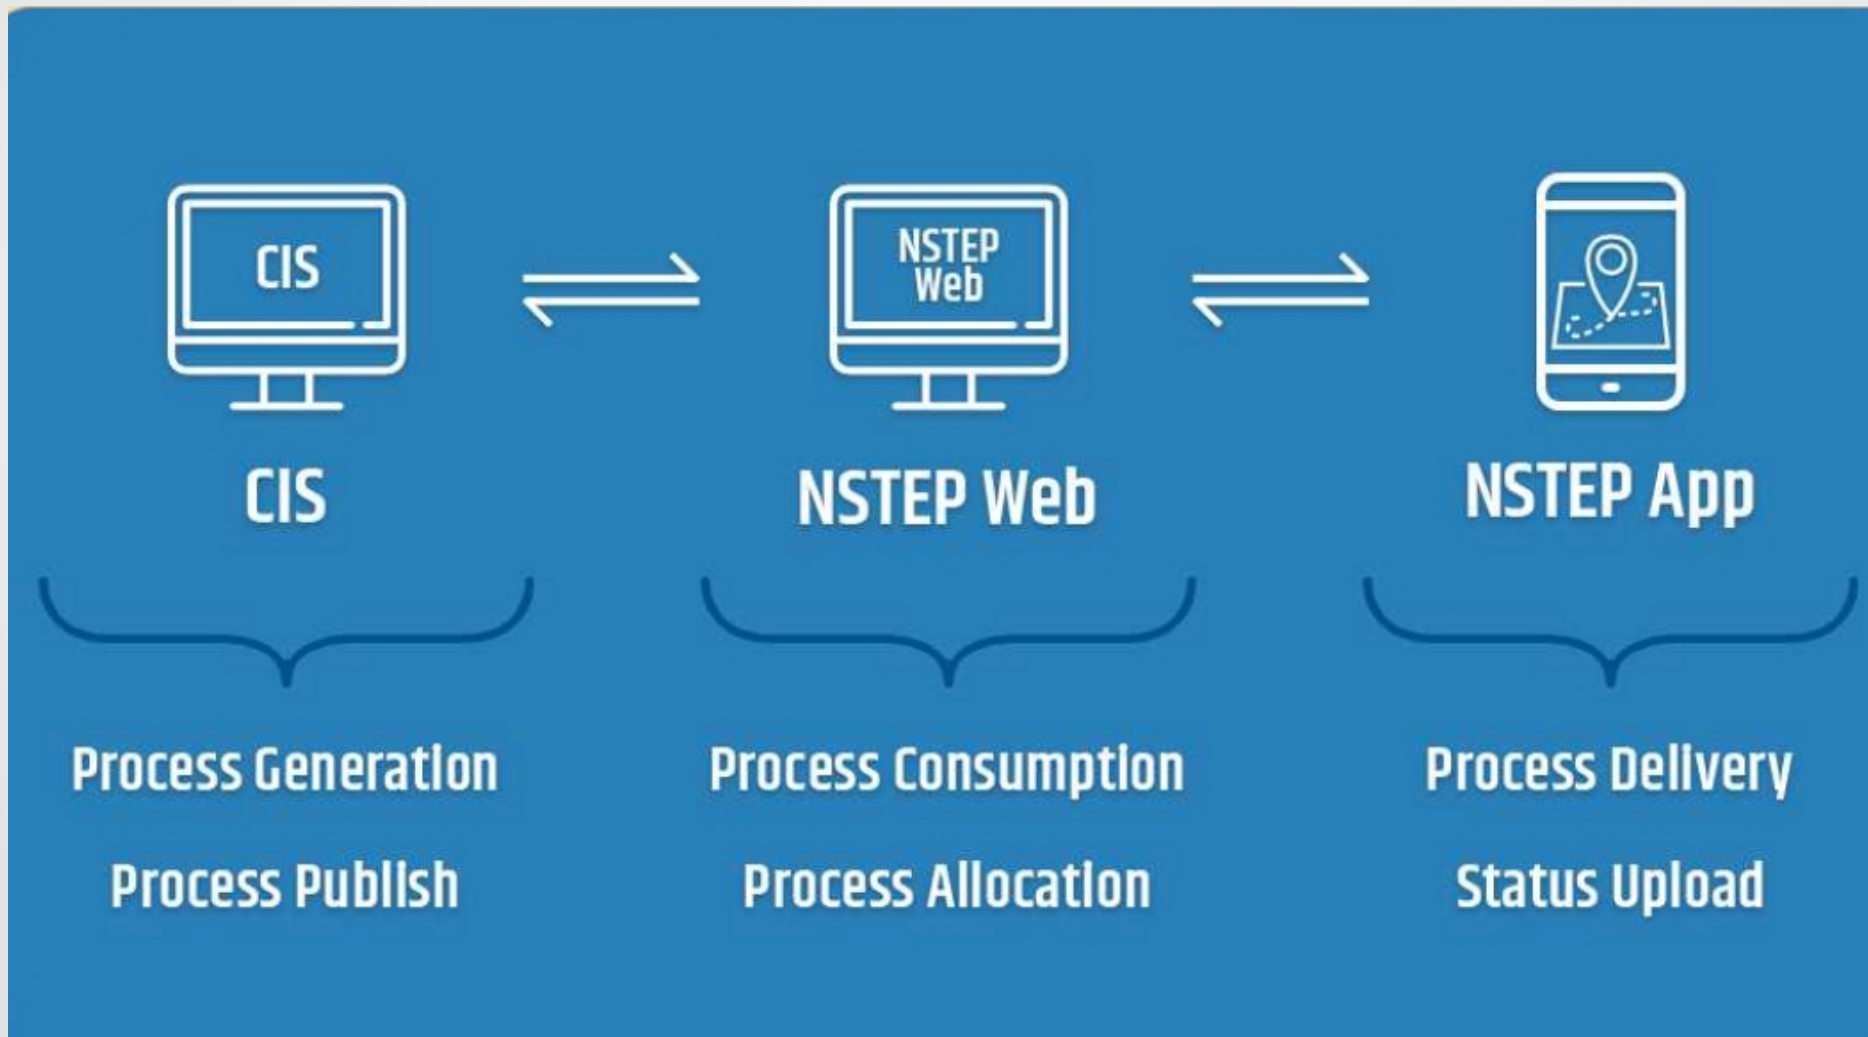 CIS
NSTEP
Web
CIS
NSTEP Web
NSTEP App
Process Generation
Process Publish
Process Consumption
Process Allocation
Process Delivery
Status Upload